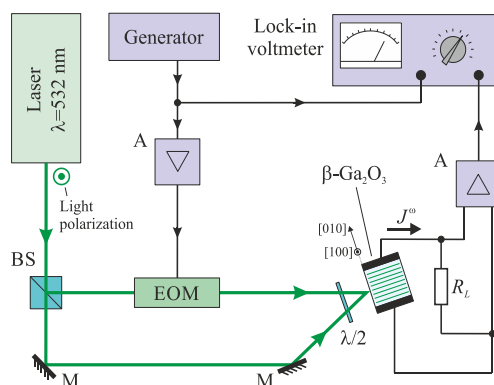 Laser
λ=532 nm
Generator
Lock-in
voltmeter
A
Light
polarization
β-Ga₂O₃
A
[010]
[100]
J^ω
BS
EOM
R_L
λ/2
M
M